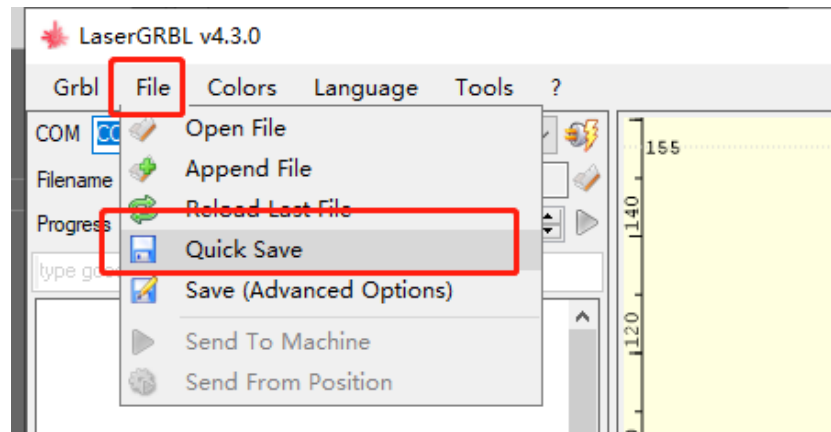 LaserGRBL v4.3.0
Grbl File Colors Language Tools ?
COM
Open File
155
Append File
Filename
Reload Last File
140
Progress
Quick Save
Save (Advanced Options)
120
Send To Machine
Send From Position